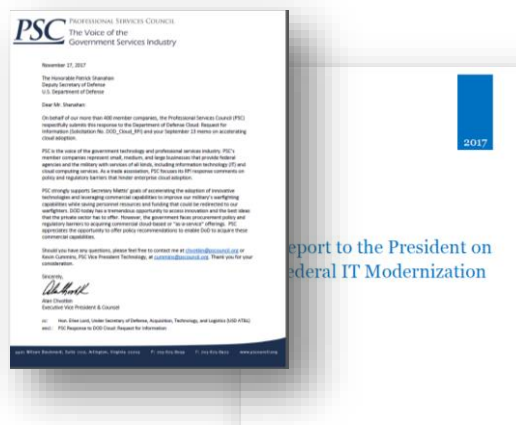 PSC PROFESSIONAL SERVICES COUNCIL
The Voice of the
Government Services Industry
November 17, 2017
The Honorable Patrick Shanahan
Deputy Secretary of Defense
U.S. Department of Defense
Dear Mr. Shanahan:
On behalf of our more than 400 member companies, the Professional Services Council (PSC)
respectfully submits this response to the Department of Defense Cloud Request for
Information (Solicitation No. DOD_Cloud_RFI) and your September 13 memo on accelerating
cloud adoption.
PSC is the voice of the government technology and professional services industry. PSC's
member companies represent small, medium, and large businesses that provide federal
agencies and the military with services of all kinds, including information technology (IT) and
cloud computing services. As a trade association, PSC focuses its RFI response comments on
policy and regulatory barriers that hinder enterprise cloud adoption.
PSC strongly supports Secretary Mattis' goals of accelerating the adoption of innovative
technologies and leveraging commercial capabilities to improve our military's warfighting
capabilities while saving personnel resources and funding that could be redirected to our
warfighters. DOD today has a tremendous opportunity to access innovation and the best ideas
that the private sector has to offer. However, the government faces procurement policy and
regulatory barriers to acquiring commercial cloud-based or "as-a-service" offerings. PSC
appreciates the opportunity to offer policy recommendations to enable DoD to acquire these
commercial capabilities.
Should you have any questions, please feel free to contact me at chvotkin@pscouncil.org or
Kevin Cummins, PSC Vice President Technology, at cummins@pscouncil.org. Thank you for your
consideration.
Sincerely,
Alan Chvotkin
Executive Vice President & Counsel
cc: Hon. Ellen Lord, Under Secretary of Defense, Acquisition, Technology, and Logistics (USD AT&L)
encl: PSC Response to DOD Cloud Request for Information
2017
eport to the President on
ederal IT Modernization